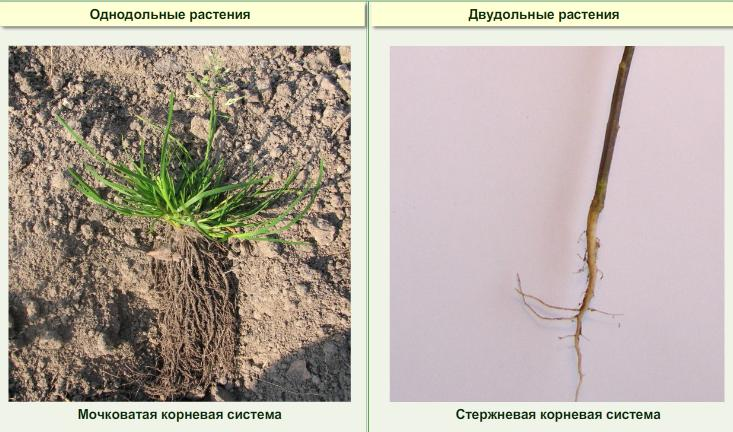 Однодольные растения
Двудольные растения
Мочковатая корневая система
Стержневая корневая система